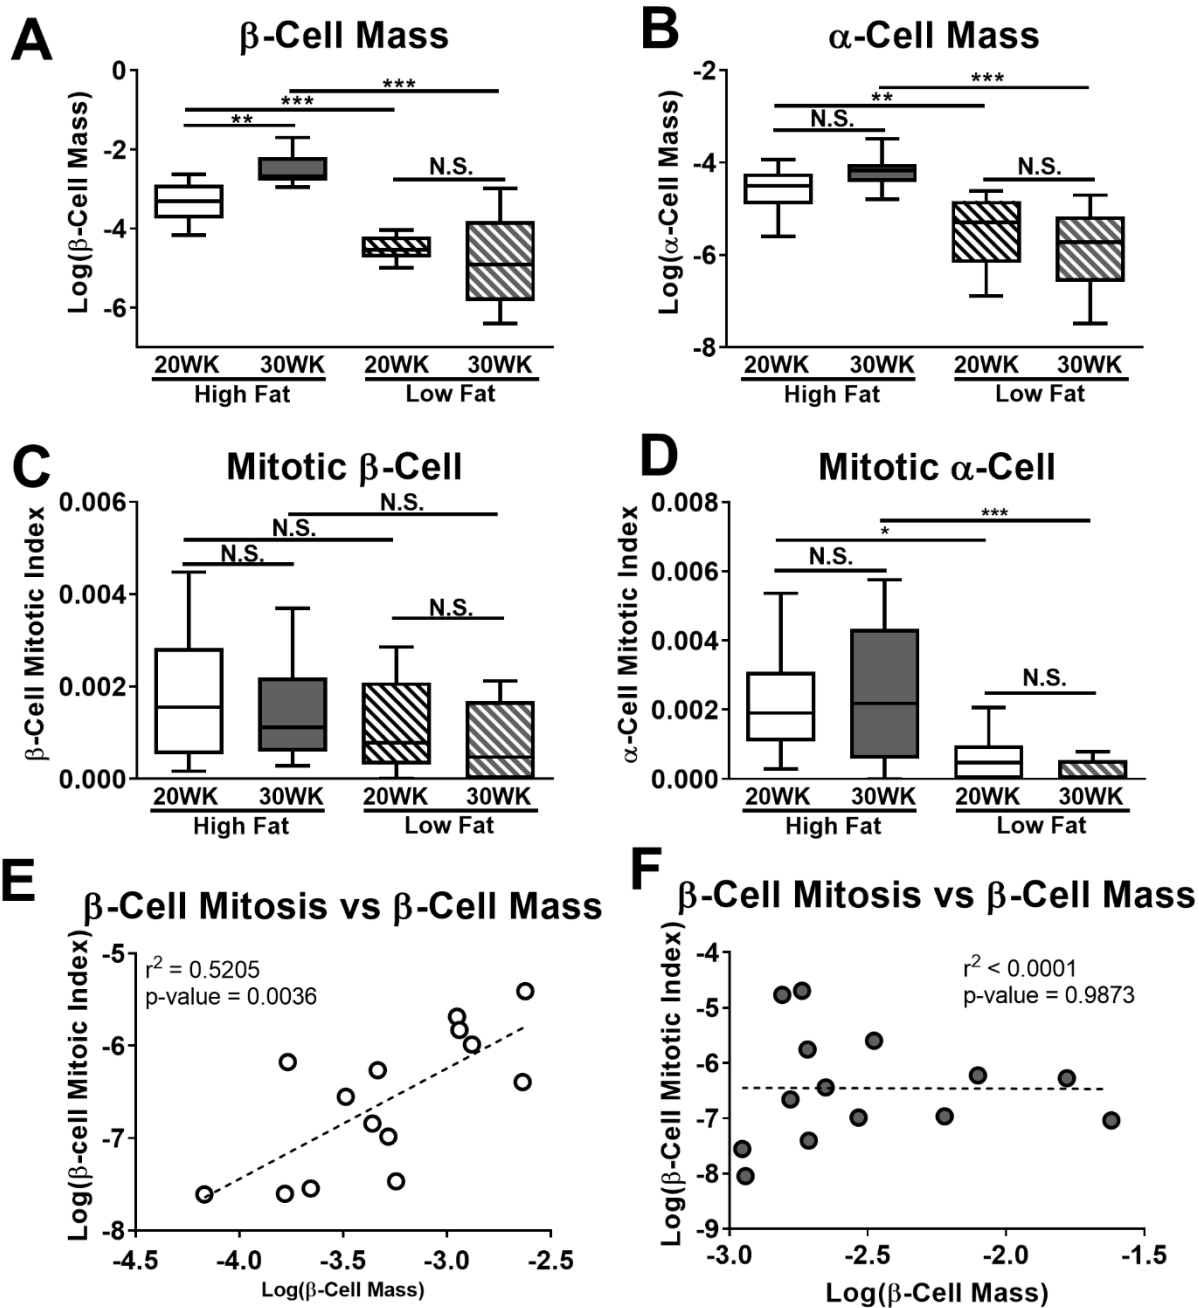 A
β-Cell Mass
Log(β-Cell Mass)
0
-2
-4
-6
***
***
**
N.S.
20WK 30WK 20WK 30WK
High Fat Low Fat
B
α-Cell Mass
Log(α-Cell Mass)
-2
-4
-6
-8
***
**
N.S.
N.S.
20WK 30WK 20WK 30WK
High Fat Low Fat
C
Mitotic β-Cell
β-Cell Mitotic Index
0.006
0.004
0.002
0.000
N.S.
N.S.
N.S.
N.S.
20WK 30WK 20WK 30WK
High Fat Low Fat
D
Mitotic α-Cell
α-Cell Mitotic Index
0.008
0.006
0.004
0.002
0.000
***
*
N.S.
N.S.
20WK 30WK 20WK 30WK
High Fat Low Fat
E
β-Cell Mitosis vs β-Cell Mass
Log(β-cell Mitoic Index)
-5
-6
-7
-8
r² = 0.5205
p-value = 0.0036
-4.5 -4.0 -3.5 -3.0 -2.5
Log(β-Cell Mass)
F
β-Cell Mitosis vs β-Cell Mass
Log(β-Cell Mitotic Index)
-4
-5
-6
-7
-8
-9
r² < 0.0001
p-value = 0.9873
-3.0 -2.5 -2.0 -1.5
Log(β-Cell Mass)